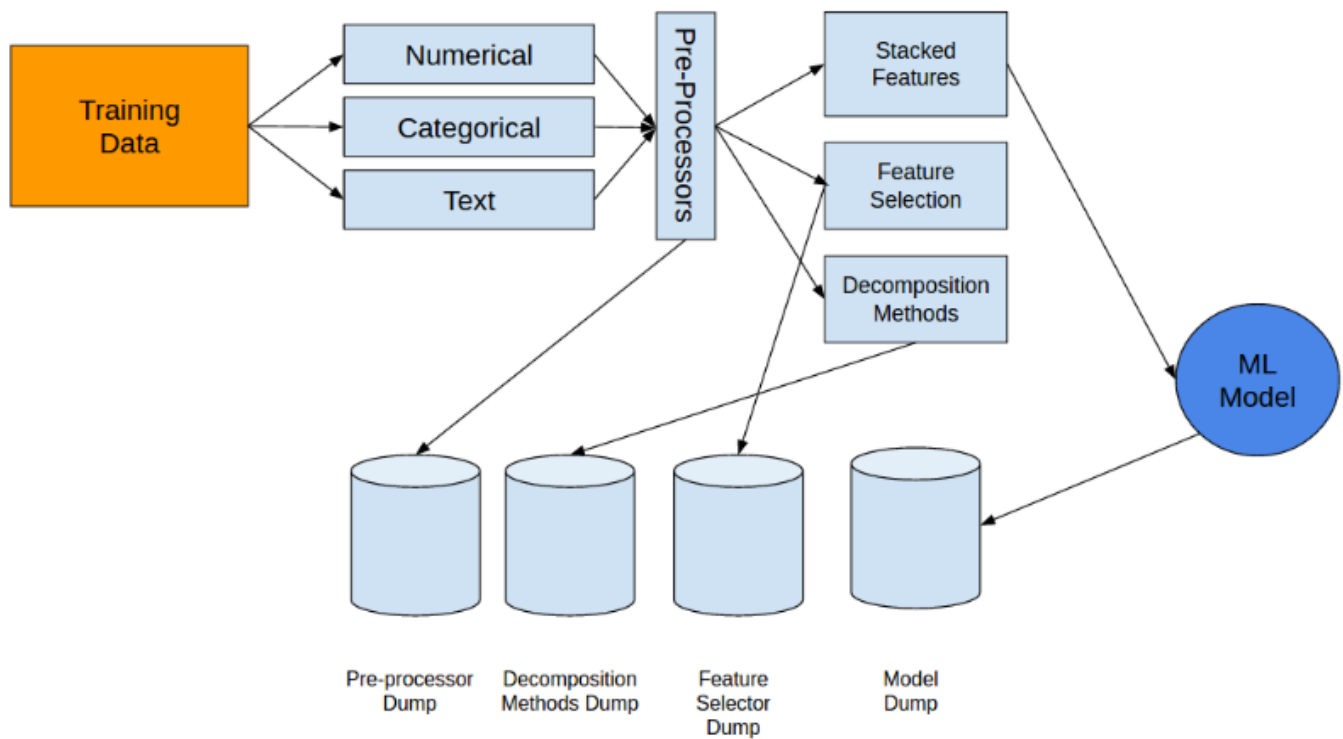 Training
Data
Numerical
Categorical
Text
Pre-Processors
Stacked
Features
Feature
Selection
Decomposition
Methods
ML
Model
Pre-processor
Dump
Decomposition
Methods Dump
Feature
Selector
Dump
Model
Dump